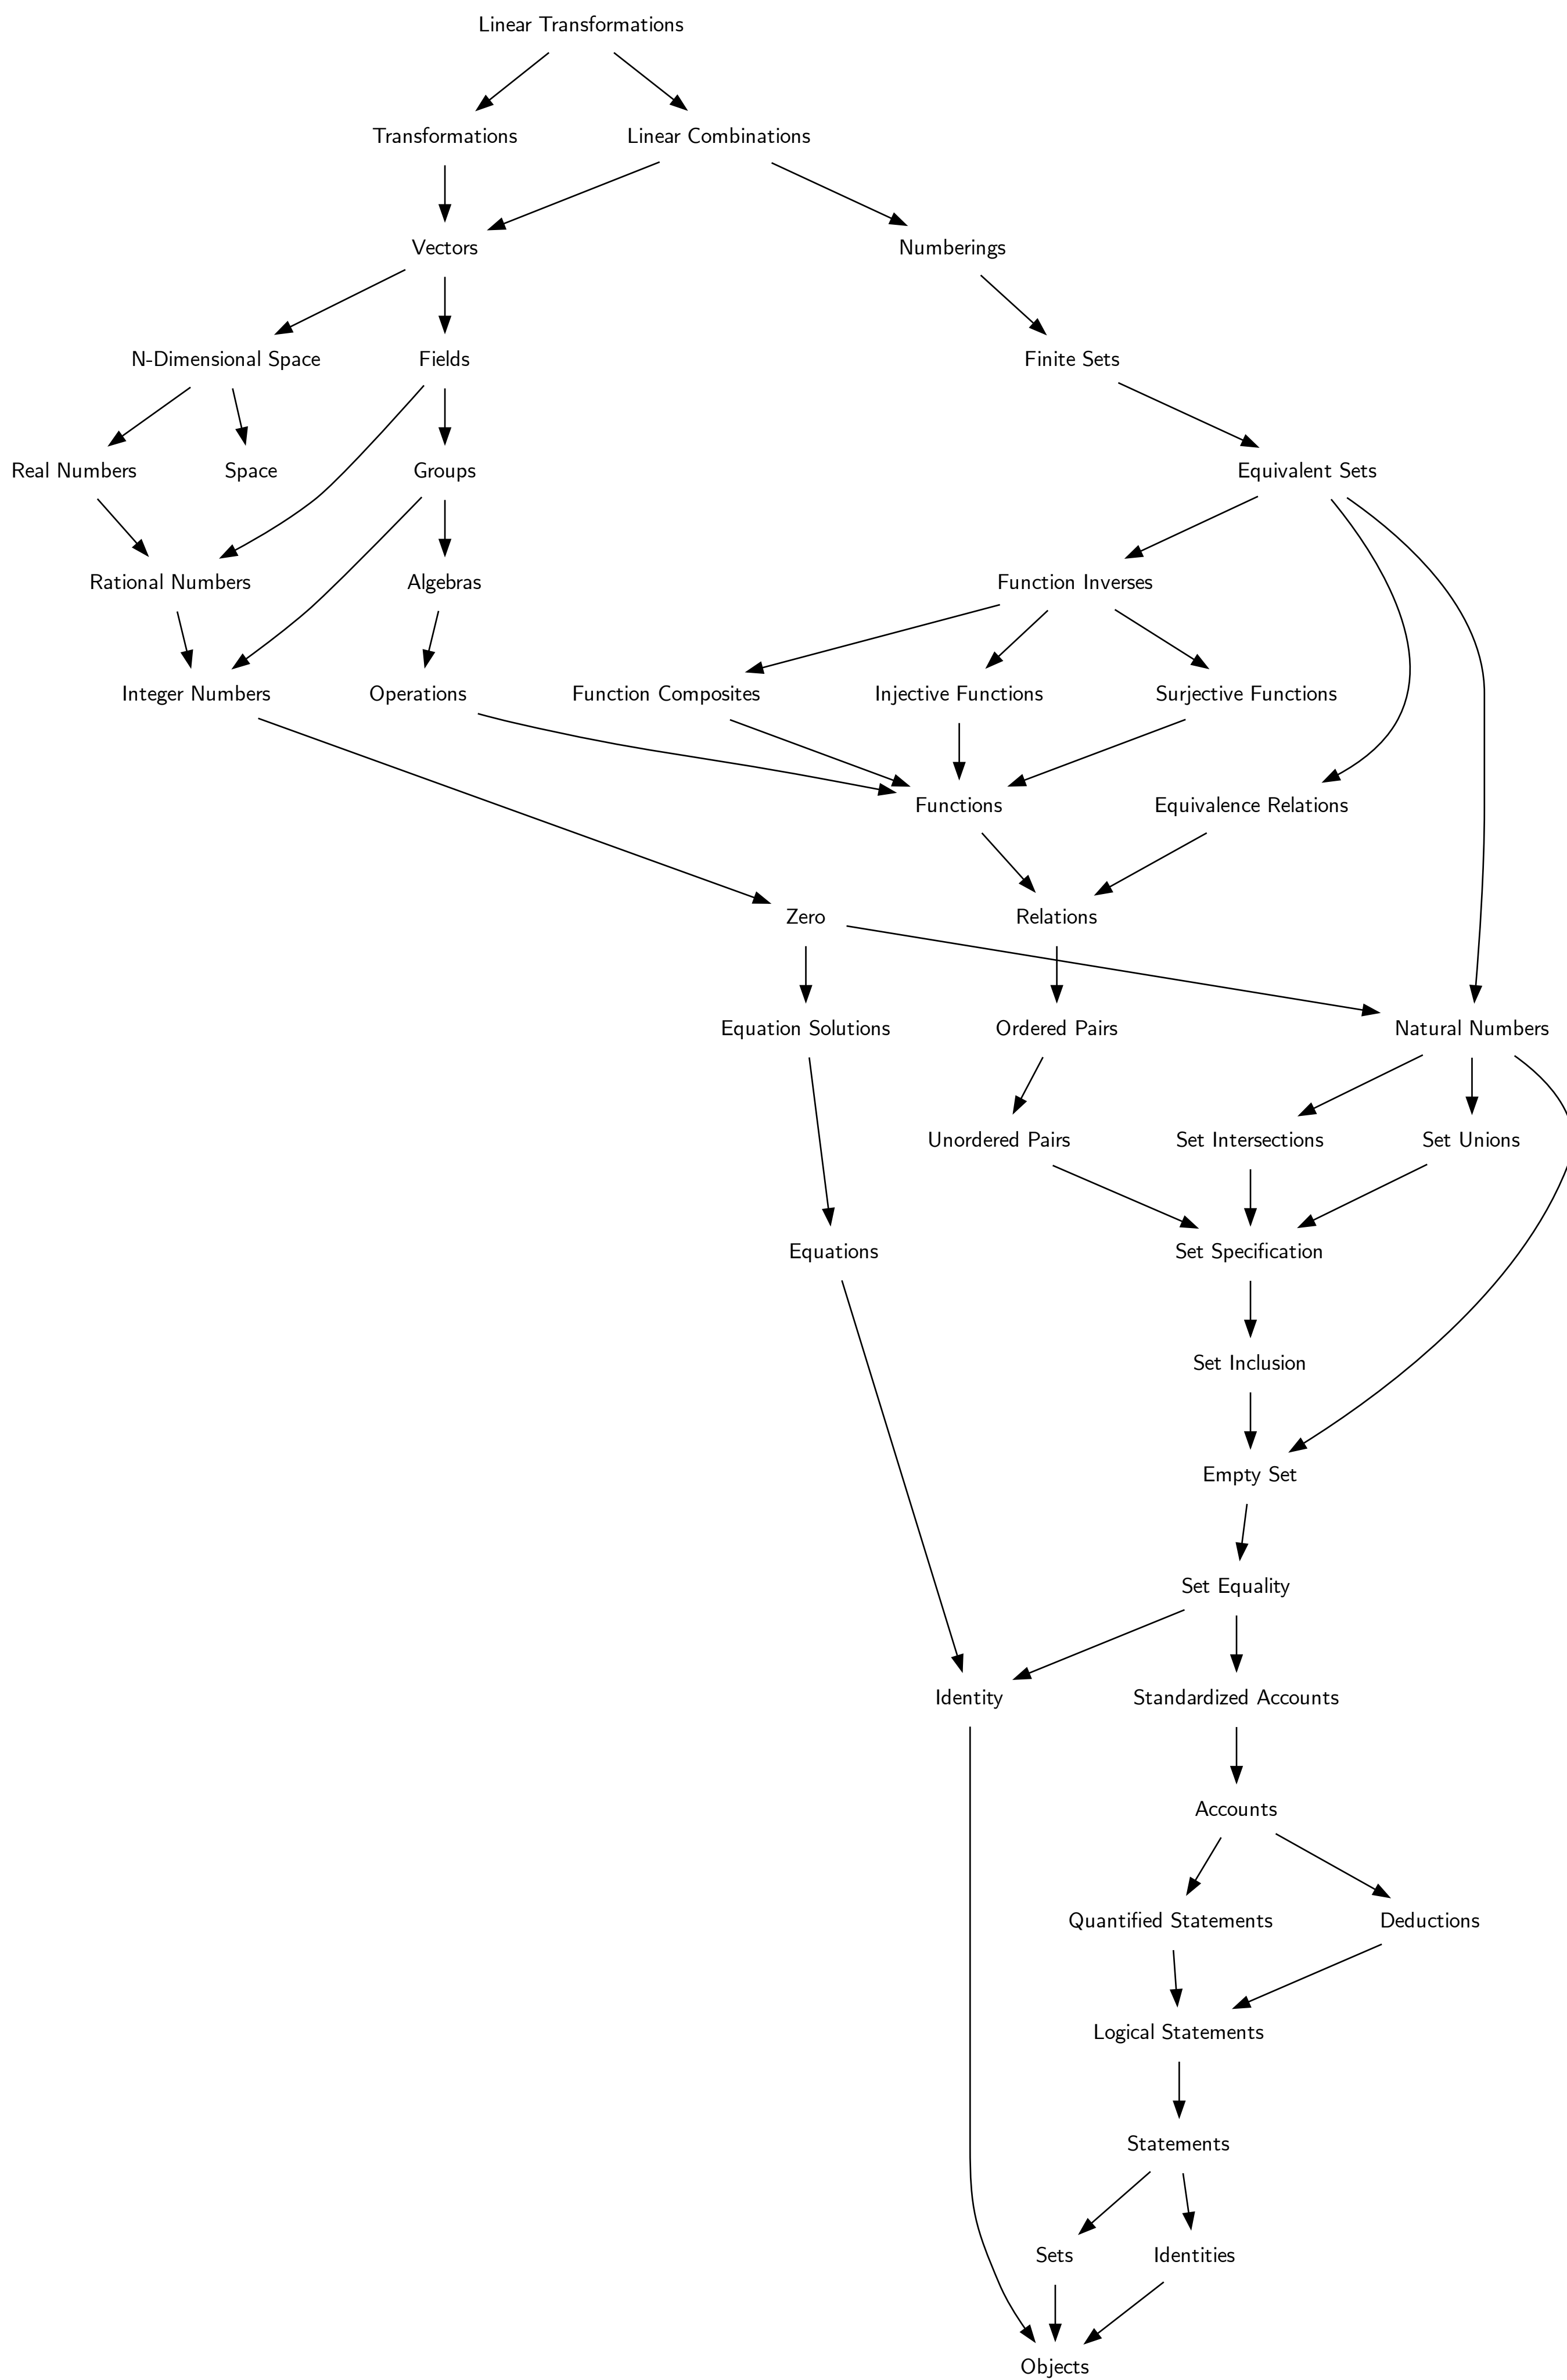 Linear Transformations
Transformations
Linear Combinations
Vectors
Numberings
N-Dimensional Space
Fields
Finite Sets
Real Numbers
Space
Groups
Equivalent Sets
Rational Numbers
Algebras
Function Inverses
Integer Numbers
Operations
Function Composites
Injective Functions
Surjective Functions
Functions
Equivalence Relations
Zero
Relations
Equation Solutions
Ordered Pairs
Natural Numbers
Unordered Pairs
Set Intersections
Set Unions
Equations
Set Specification
Set Inclusion
Empty Set
Set Equality
Identity
Standardized Accounts
Accounts
Quantified Statements
Deductions
Logical Statements
Statements
Sets
Identities
Objects